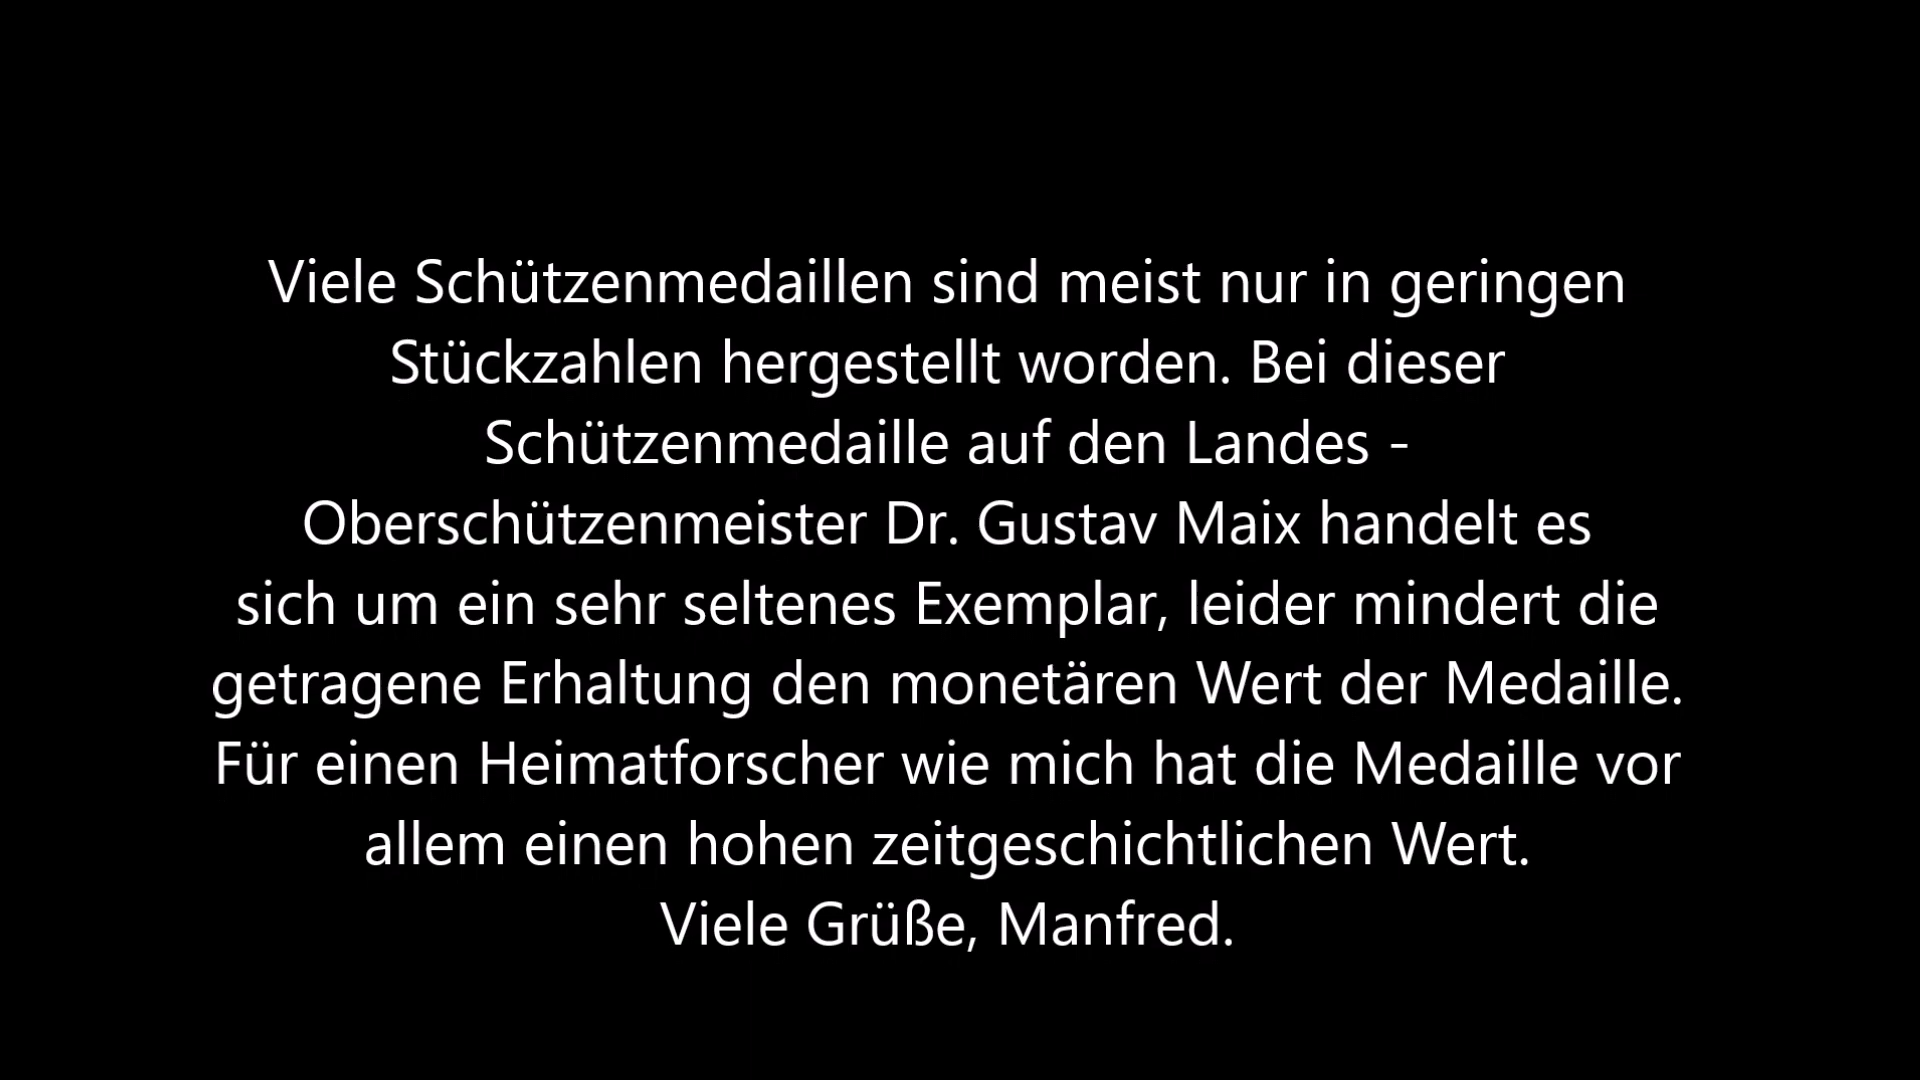 Viele Schützenmedaillen sind meist nur in geringen
Stückzahlen hergestellt worden. Bei dieser
Schützenmedaille auf den Landes -
Oberschützenmeister Dr. Gustav Maix handelt es
sich um ein sehr seltenes Exemplar, leider mindert die
getragene Erhaltung den monetären Wert der Medaille.
Für einen Heimatforscher wie mich hat die Medaille vor
allem einen hohen zeitgeschichtlichen Wert.
Viele Grüße, Manfred.